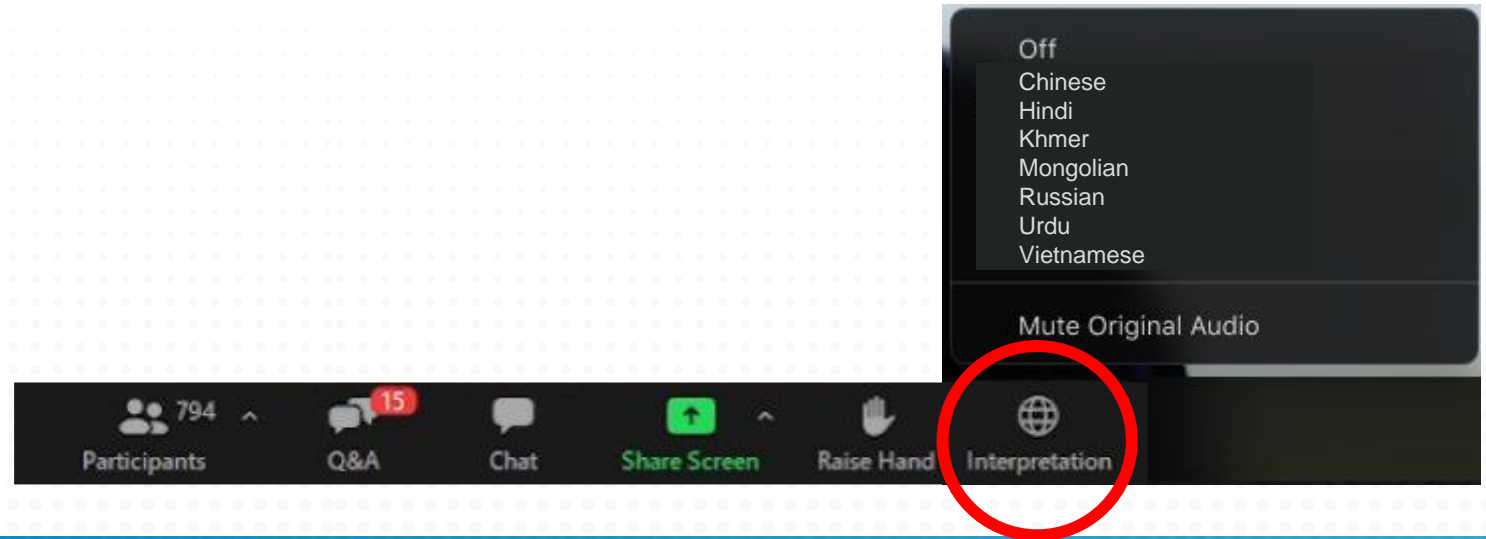 Off
Chinese
Hindi
Khmer
Mongolian
Russian
Urdu
Vietnamese
Mute Original Audio
794
15
Participants
Q&A
Chat
Share Screen
Raise Hand
Interpretation